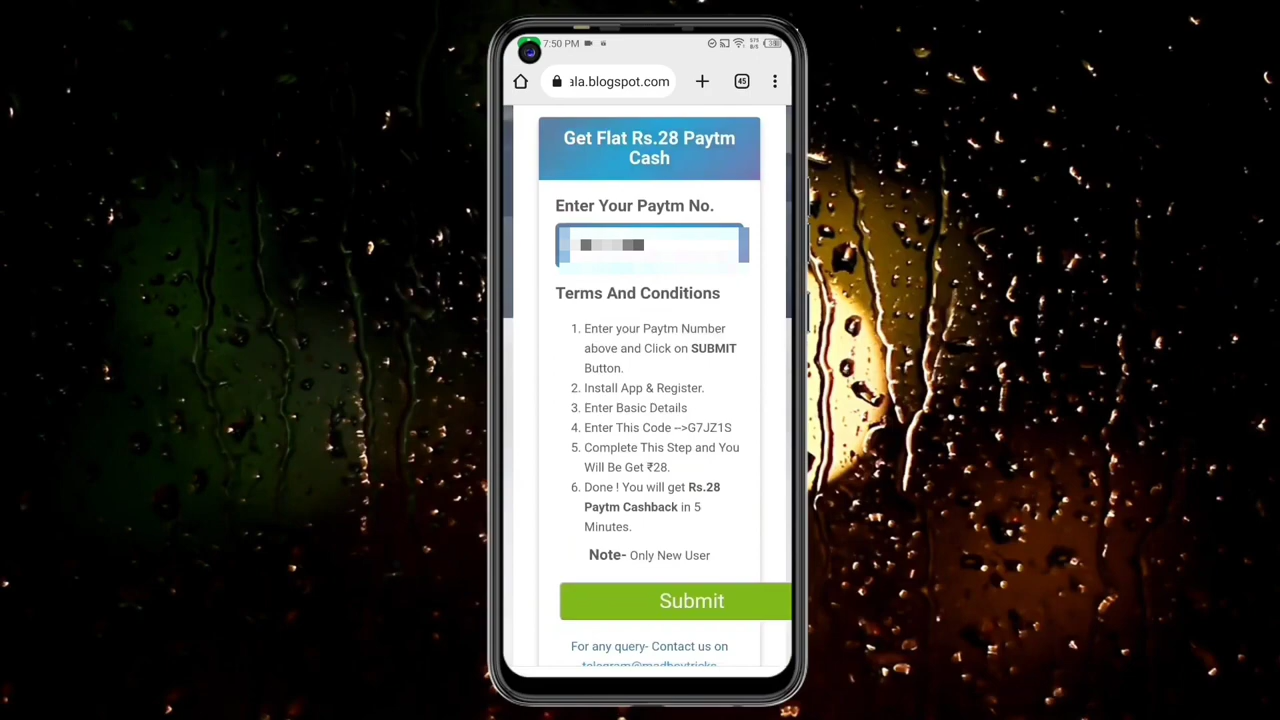 7:50 PM
ala.blogspot.com
45
Get Flat Rs.28 Paytm
Cash
Enter Your Paytm No.
Terms And Conditions
1. Enter your Paytm Number
above and Click on SUBMIT
Button.
2. Install App & Register.
3. Enter Basic Details
4. Enter This Code -->G7JZ1S
5. Complete This Step and You
Will Be Get ₹28.
6. Done ! You will get Rs.28
Paytm Cashback in 5
Minutes.
Note- Only New User
Submit
For any query- Contact us on
telegram@madboytricks